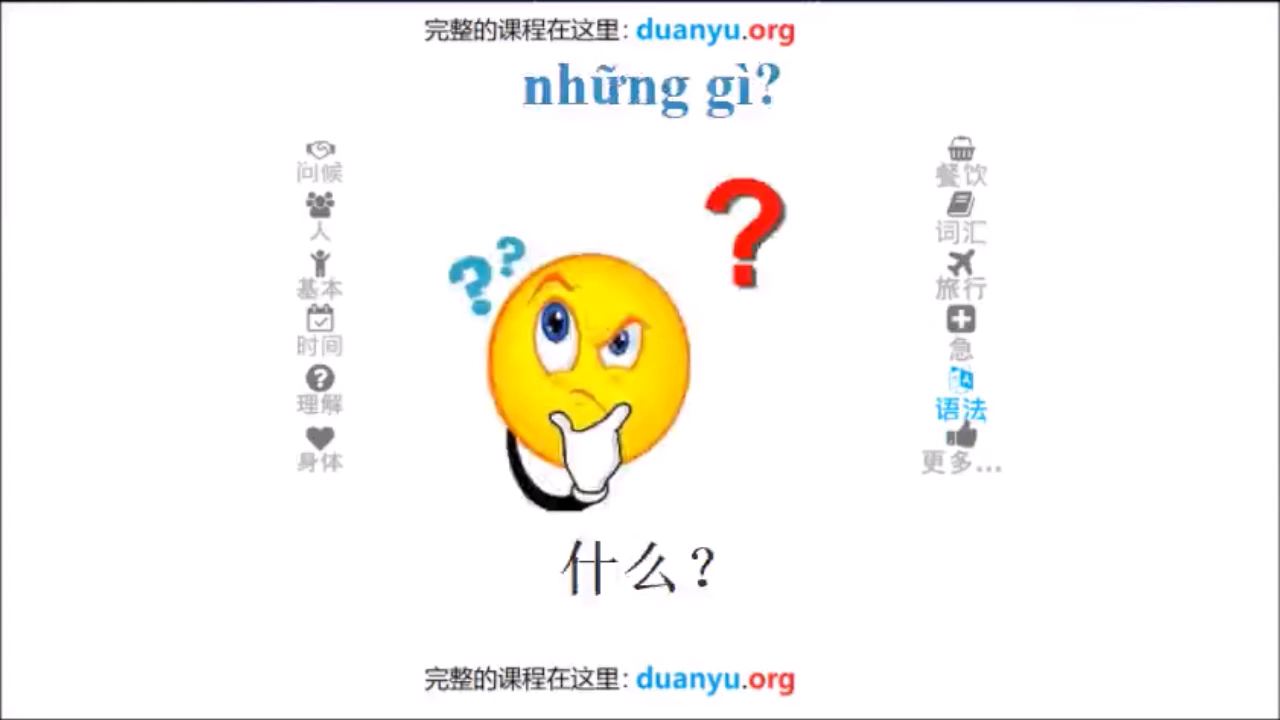 完整的课程在这里：duanyu.org
những gì?
问候
人
基本
时间
理解
身体
餐饮
词汇
旅行
急
语法
更多...
什么？
完整的课程在这里：duanyu.org